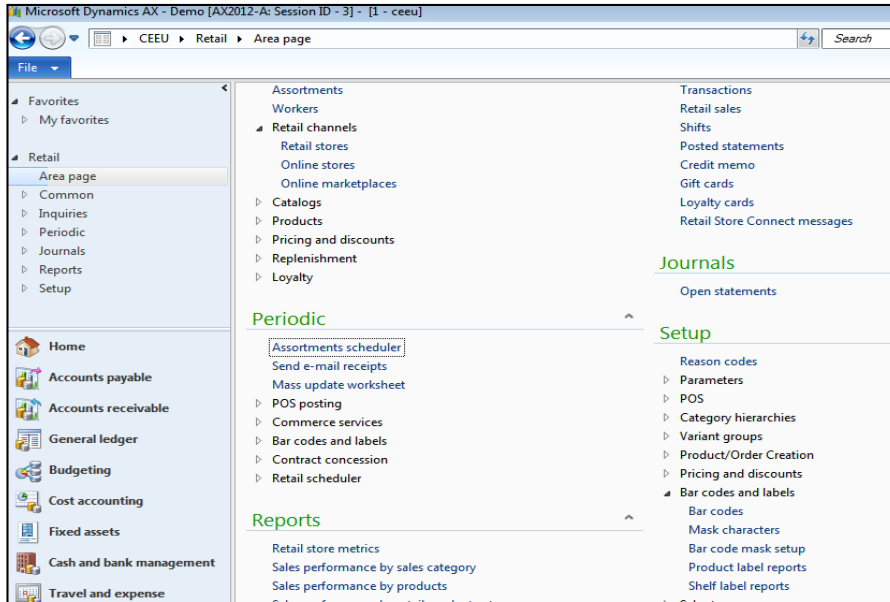 Microsoft Dynamics AX - Demo [AX2012-A: Session ID - 3] - [1 - ceeu]
CEEU Retail Area page
Search
File
Favorites
My favorites
Retail
Area page
Common
Inquiries
Periodic
Journals
Reports
Setup
Home
Accounts payable
Accounts receivable
General ledger
Budgeting
Cost accounting
Fixed assets
Cash and bank management
Travel and expense
Assortments
Workers
Retail channels
Retail stores
Online stores
Online marketplaces
Catalogs
Products
Pricing and discounts
Replenishment
Loyalty
Periodic
Assortments scheduler
Send e-mail receipts
Mass update worksheet
POS posting
Commerce services
Bar codes and labels
Contract concession
Retail scheduler
Reports
Retail store metrics
Sales performance by sales category
Sales performance by products
Transactions
Retail sales
Shifts
Posted statements
Credit memo
Gift cards
Loyalty cards
Retail Store Connect messages
Journals
Open statements
Setup
Reason codes
Parameters
POS
Category hierarchies
Variant groups
Product/Order Creation
Pricing and discounts
Bar codes and labels
Bar codes
Mask characters
Bar code mask setup
Product label reports
Shelf label reports